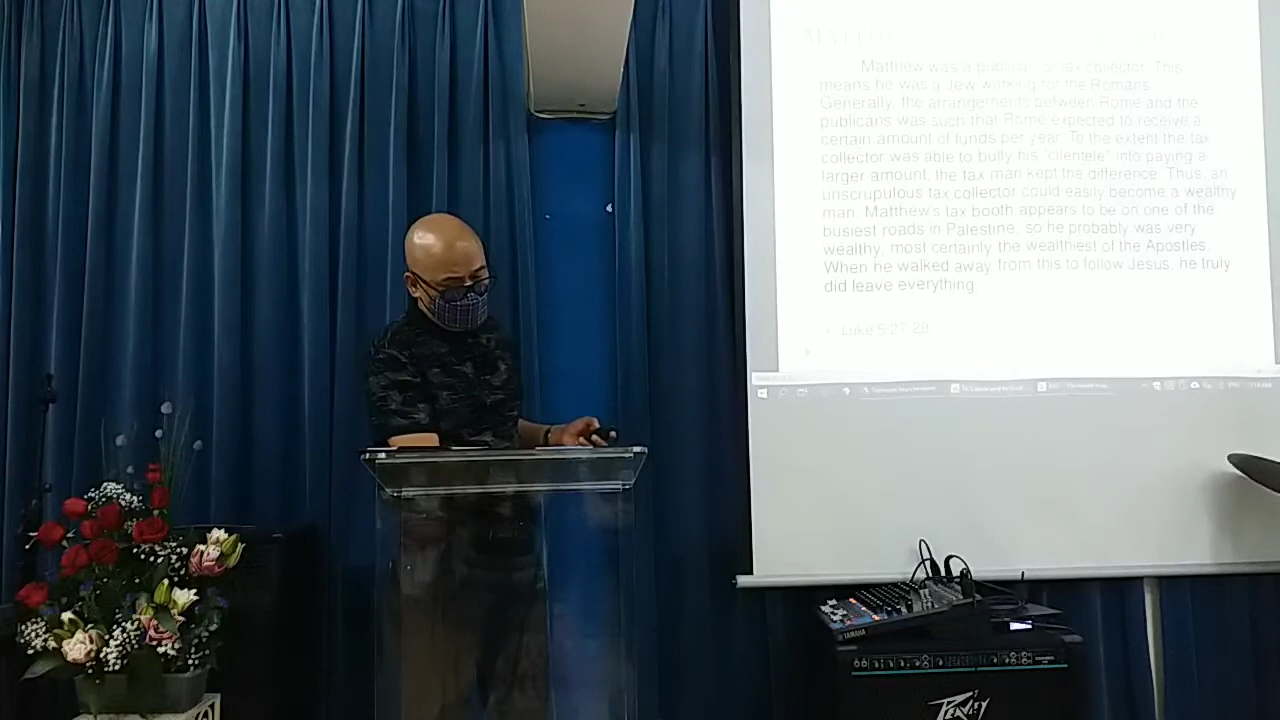 Matthew was a publican or tax collector. This
means he was a Jew working for the Romans.
Generally, the arrangements between Rome and the
publicans was such that Rome expected to receive a
certain amount of funds per year. To the extent the tax
collector was able to bully his "clientele" into paying a
larger amount, the tax man kept the difference. Thus, an
unscrupulous tax collector could easily become a wealthy
man. Matthew's tax booth appears to be on one of the
busiest roads in Palestine, so he probably was very
wealthy, most certainly the wealthiest of the Apostles.
When he walked away from this to follow Jesus, he truly
did leave everything.
Luke 5:27-28
YAMAHA
66
PEAVEY